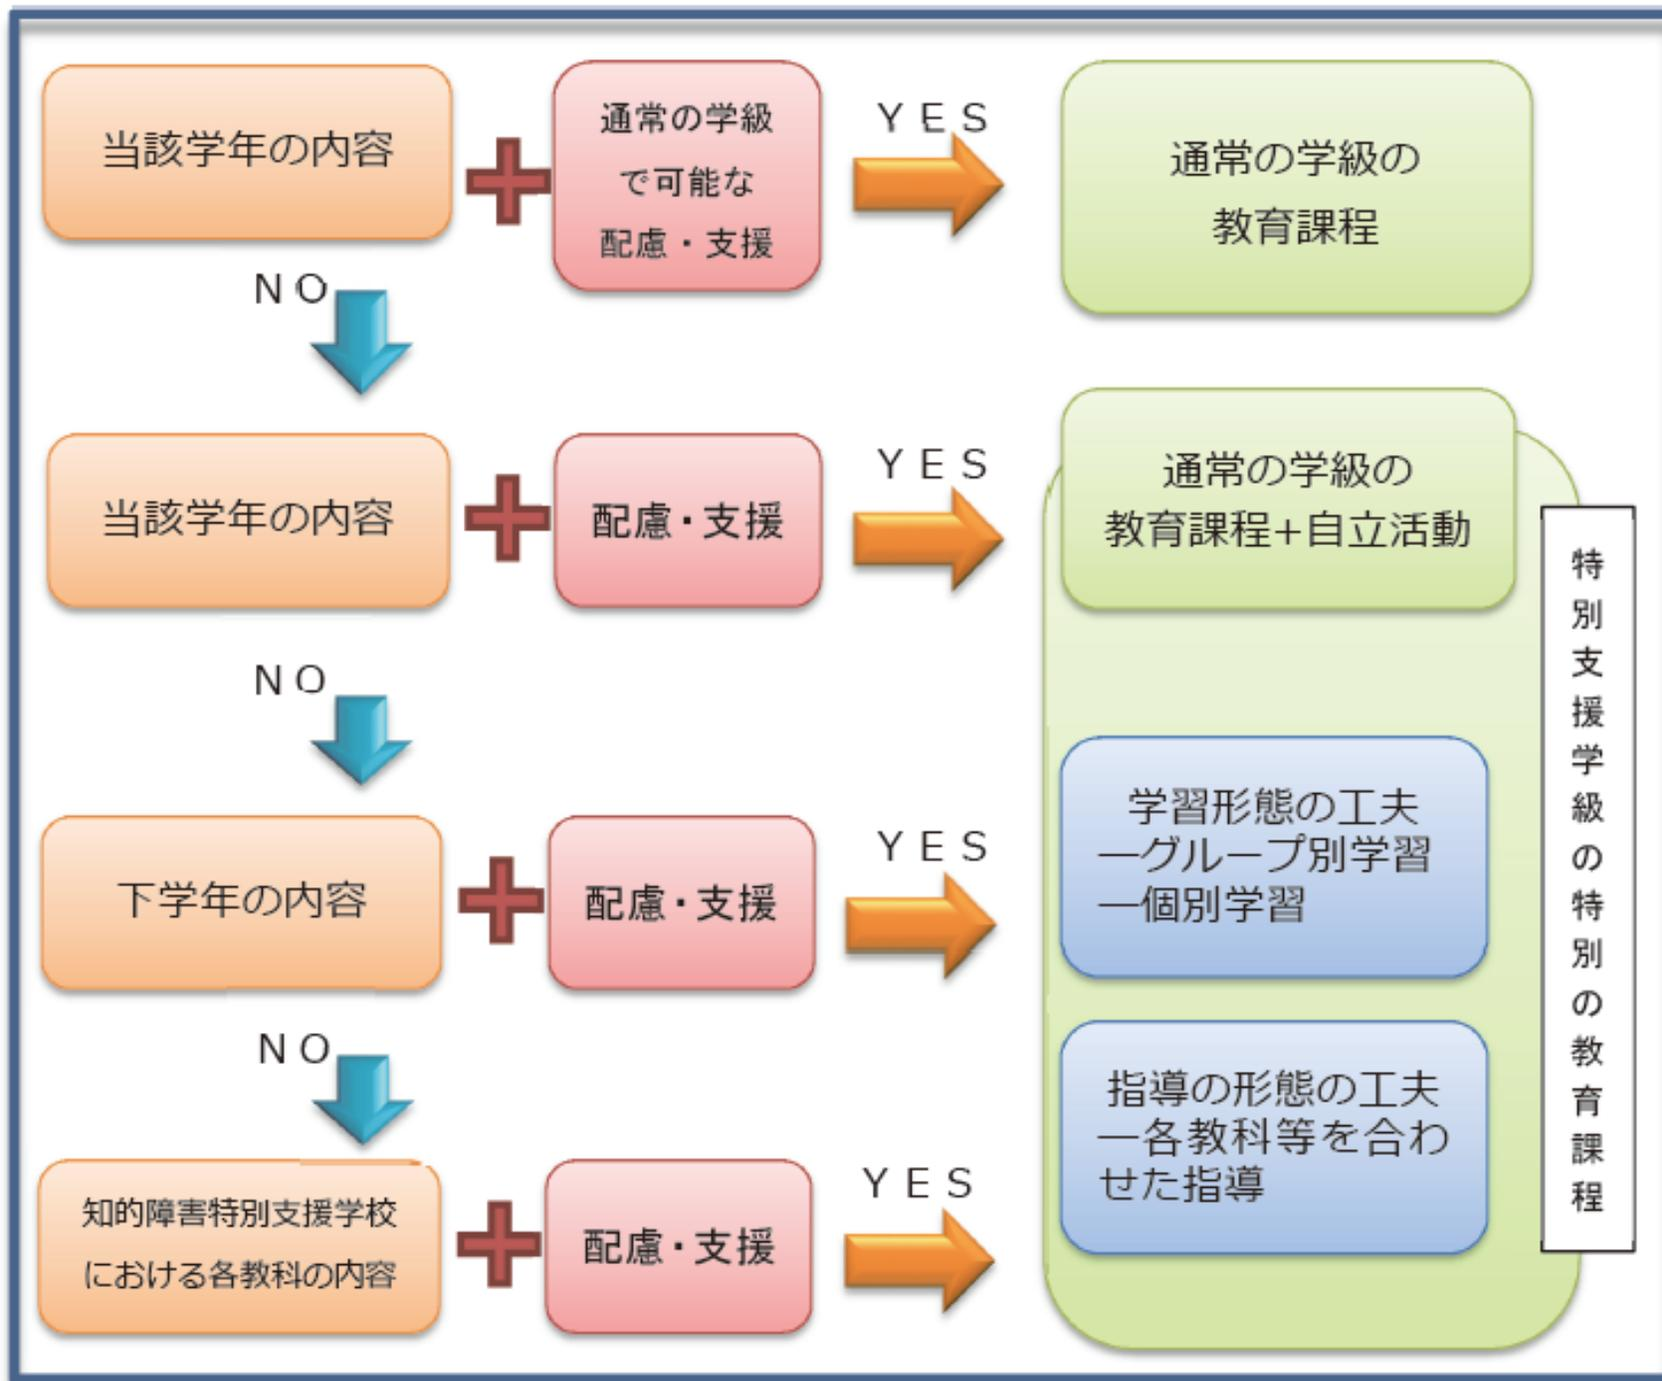 当該学年の内容
通常の学級
で可能な
配慮・支援
ＹＥＳ
通常の学級の
教育課程
ＮＯ
当該学年の内容
配慮・支援
ＹＥＳ
通常の学級の
教育課程+自立活動
ＮＯ
下学年の内容
配慮・支援
ＹＥＳ
学習形態の工夫
―グループ別学習
―個別学習
ＮＯ
知的障害特別支援学校
における各教科の内容
配慮・支援
ＹＥＳ
指導の形態の工夫
―各教科等を合わ
せた指導
特別支援学級の特別の教育課程